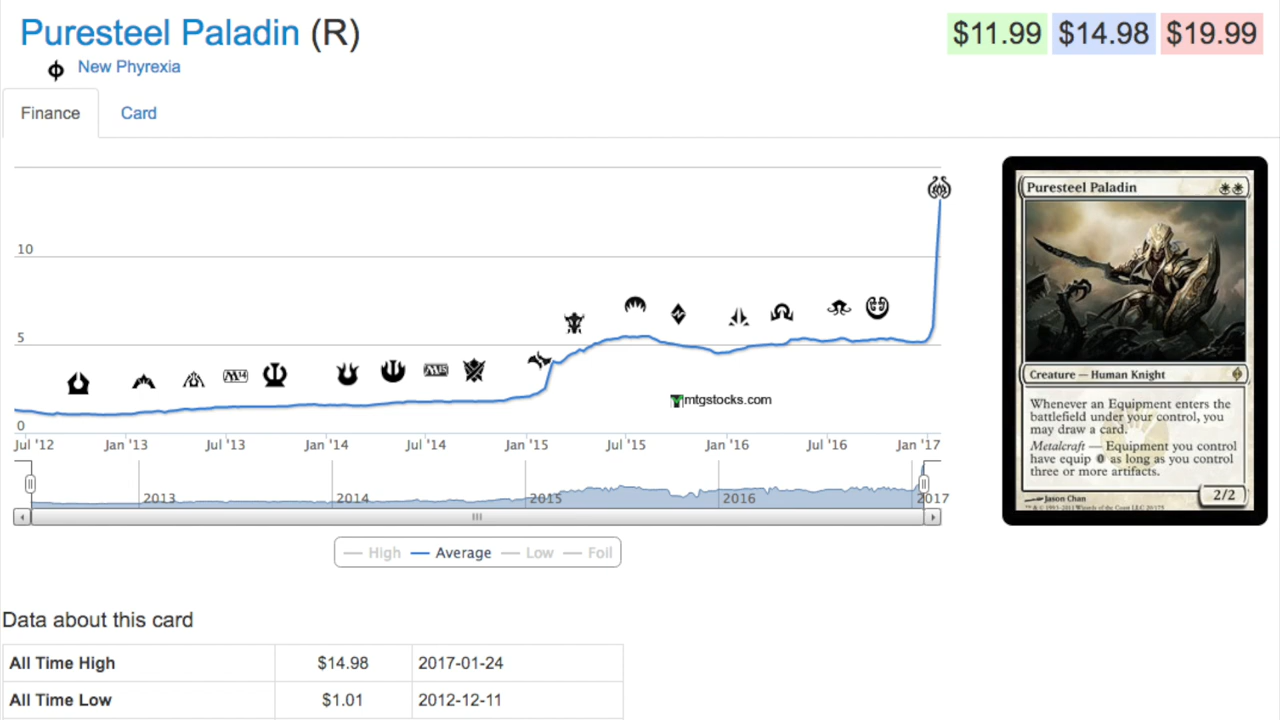 Puresteel Paladin (R)
$11.99 $14.98 $19.99
New Phyrexia
Finance Card
10
5
0
M14
M15
mtgstocks.com
Jul '12 Jan '13 Jul '13 Jan '14 Jul '14 Jan '15 Jul '15 Jan '16 Jul '16 Jan '17
2013 2014 2015 2016 2017
High Average Low Foil
Puresteel Paladin
Creature — Human Knight
Whenever an Equipment enters the
battlefield under your control, you
may draw a card.
Metalcraft — Equipment you control
have equip 0 as long as you control
three or more artifacts.
Jason Chan
2/2
Data about this card
All Time High $14.98 2017-01-24
All Time Low $1.01 2012-12-11